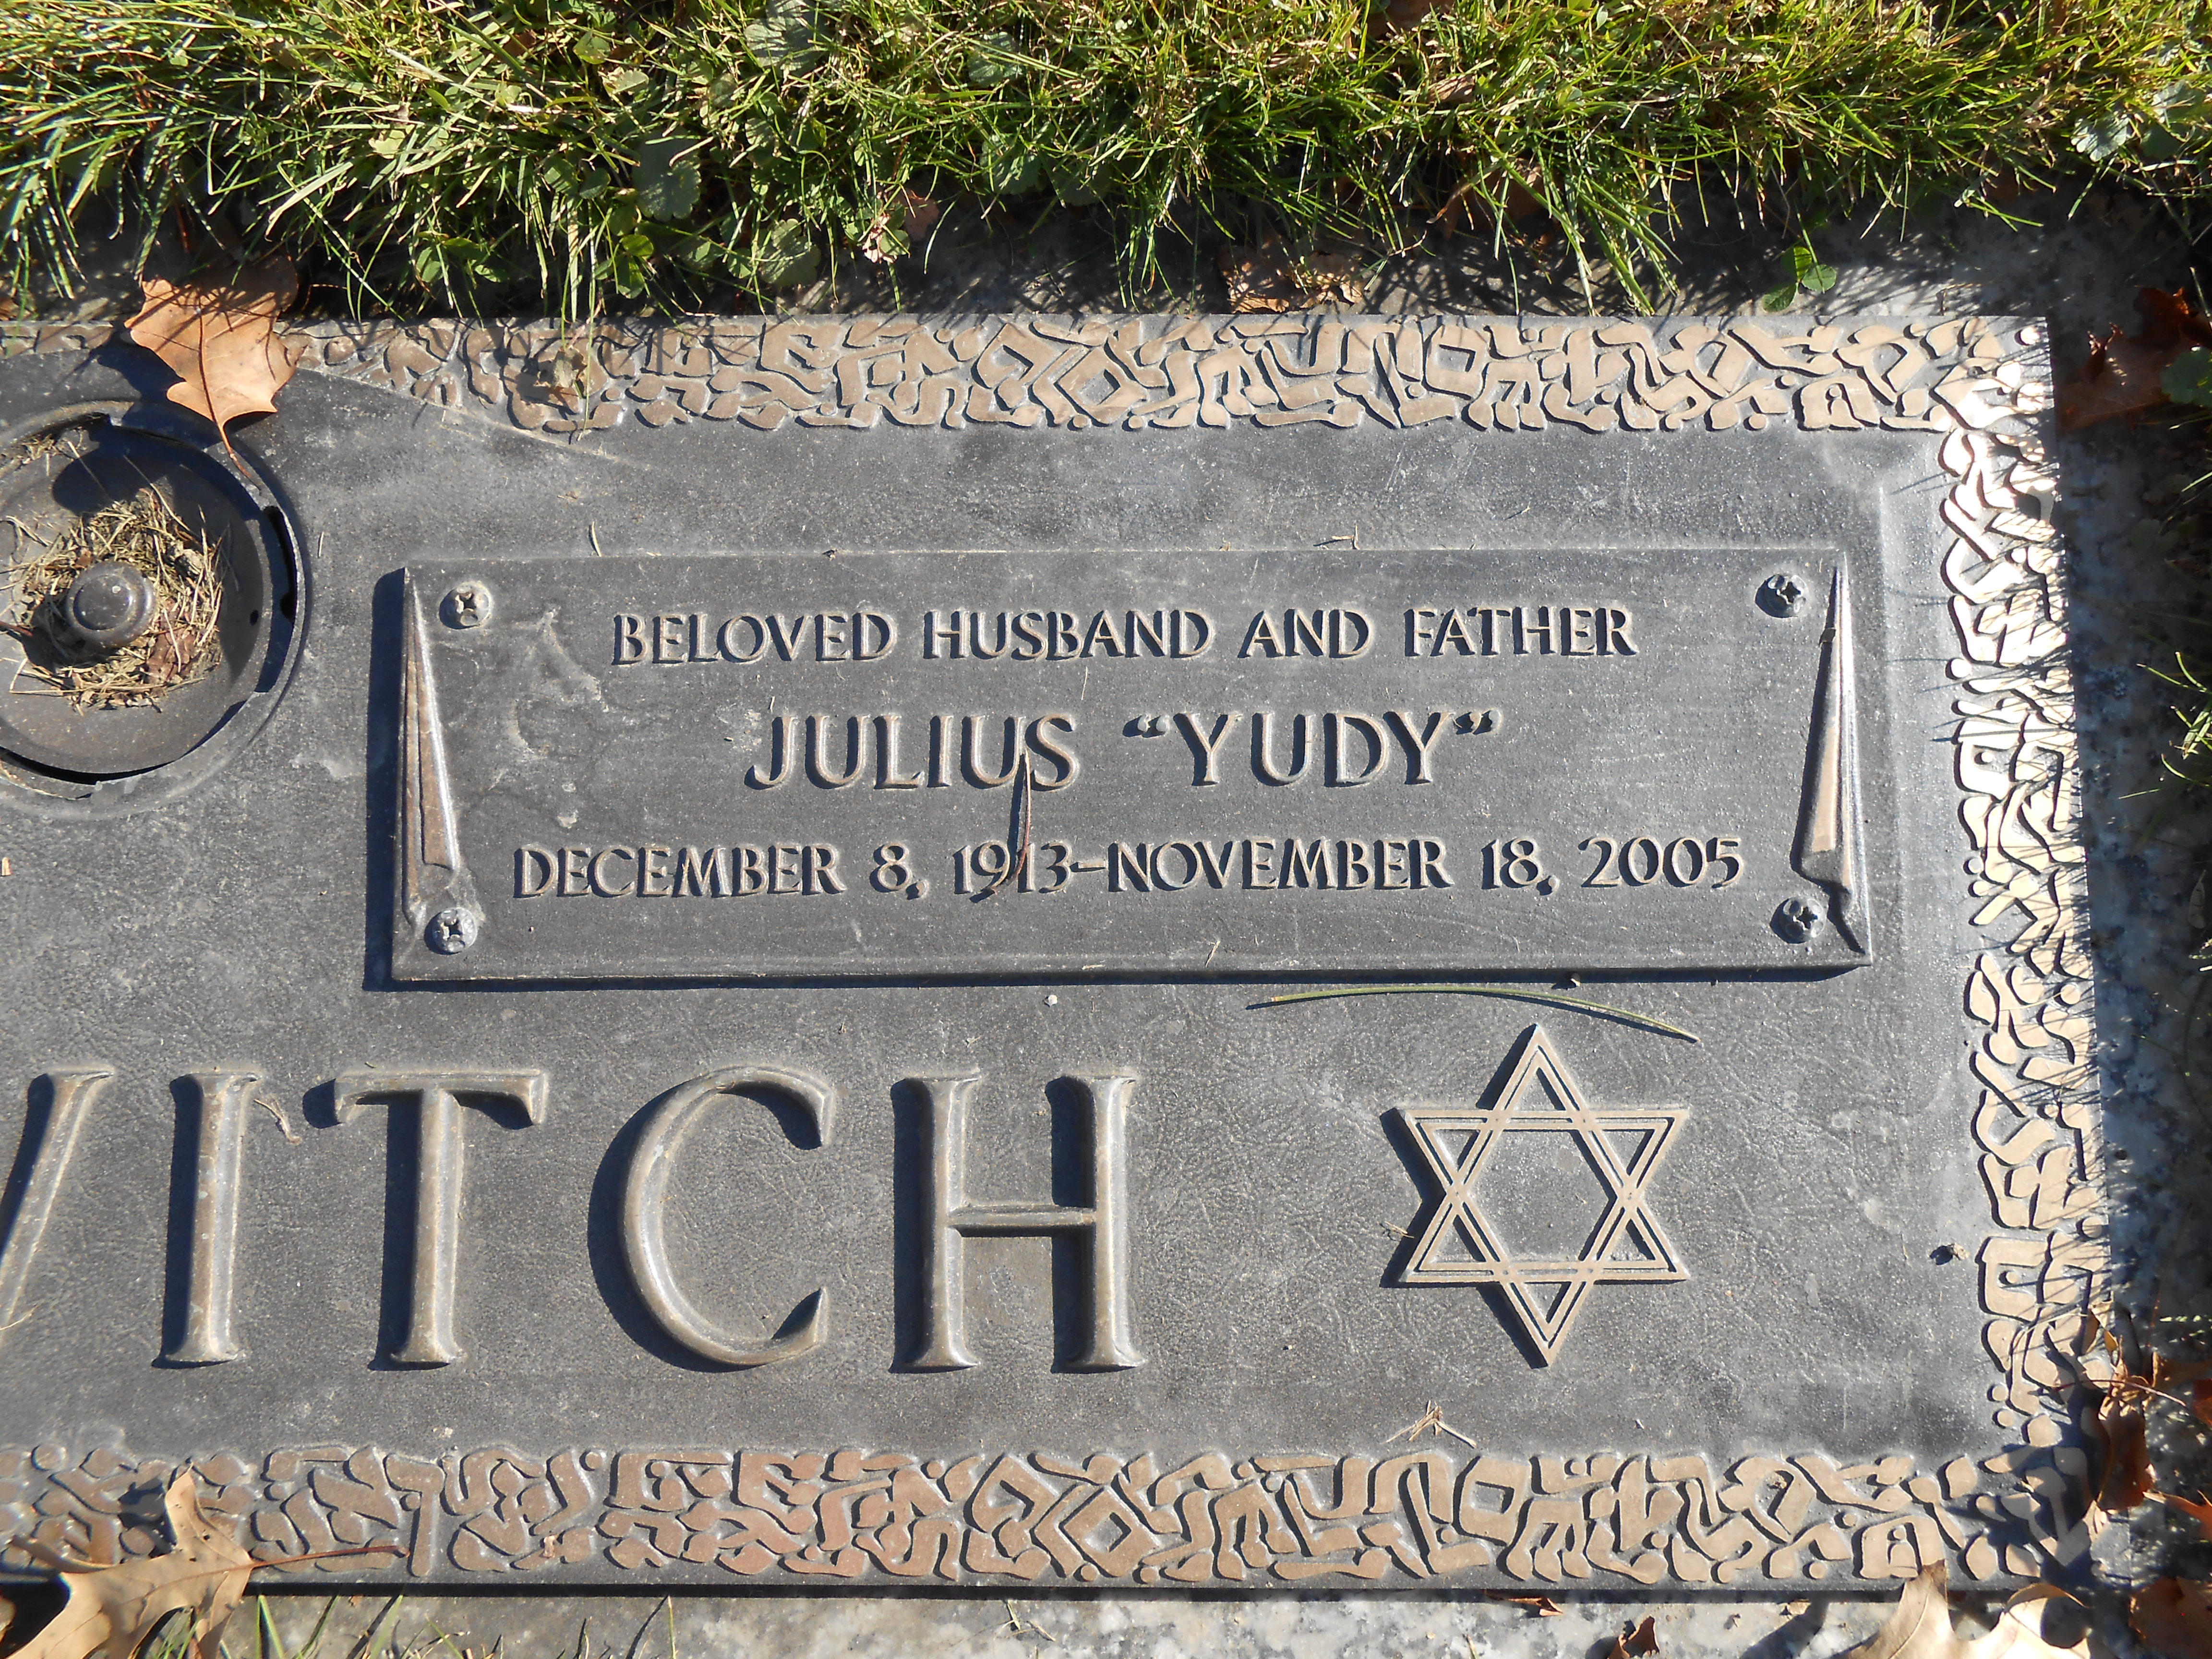 BELOVED HUSBAND AND FATHER
JULIUS "YUDY"
DECEMBER 8, 1913-NOVEMBER 18, 2005
VITCH